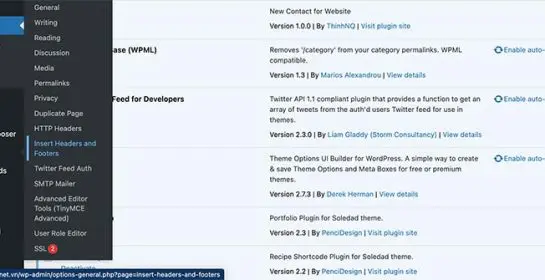 General
Writing
Reading
Discussion
Media
Permalinks
Privacy
Duplicate Page
HTTP Headers
Insert Headers and
Footers
Twitter Feed Auth
SMTP Mailer
Advanced Editor
Tools (TinyMCE
Advanced)
User Role Editor
SSL 2
New Contact for Website
Version 1.0.0 | By ThinhNQ | Visit plugin site
(WPML)
Removes '/category' from your category permalinks. WPML
compatible.
Version 1.3 | By Marios Alexandrou | View details
Enable auto-
Feed for Developers
Twitter API 1.1 compliant plugin that provides a function to get an
array of tweets from the auth'd users Twitter feed for use in
themes.
Version 2.3.0 | By Liam Gladdy (Storm Consultancy) | View details
Enable auto-
Theme Options UI Builder for WordPress. A simple way to create
& save Theme Options and Meta Boxes for free or premium
themes.
Version 2.7.3 | By Derek Herman | View details
Enable auto-
Portfolio Plugin for Soledad theme.
Version 2.3 | By PenciDesign | Visit plugin site
Recipe Shortcode Plugin for Soledad theme.
Version 2.2 | By PenciDesign | Visit plugin site
net.vn/wp-admin/options-general.php?page=insert-headers-and-footers